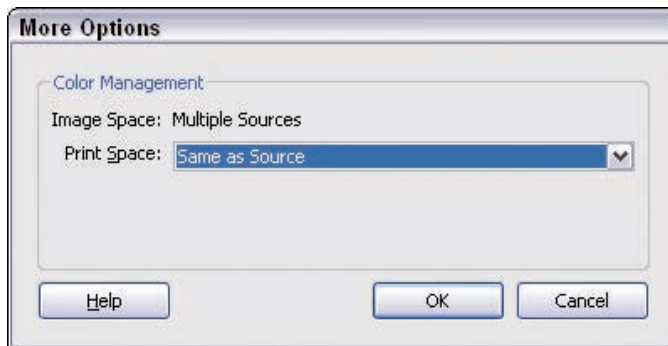 More Options
Color Management
Image Space: Multiple Sources
Print Space: Same as Source
Help OK Cancel